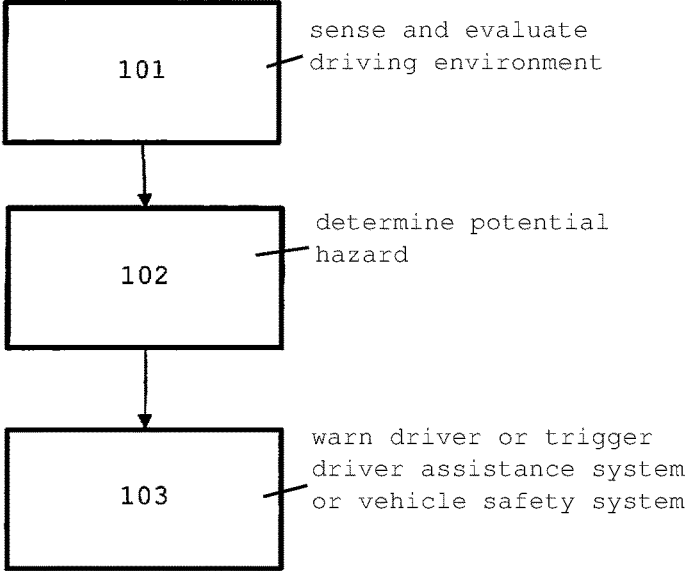 sense and evaluate
driving environment
101
determine potential
hazard
102
warn driver or trigger
driver assistance system
or vehicle safety system
103